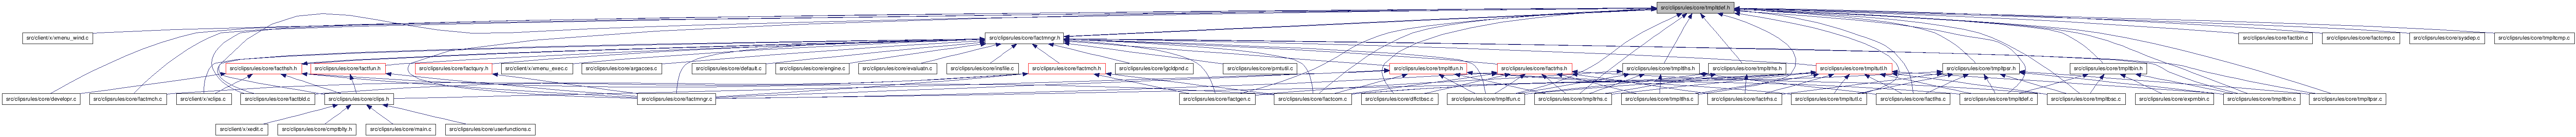 src/clipsrules/core/tmpltdef.h
src/client/x/xmenu_wind.c
src/clipsrules/core/factmngr.h
src/clipsrules/core/factbin.c
src/clipsrules/core/factcmp.c
src/clipsrules/core/sysdep.c
src/clipsrules/core/tmpltcmp.c
src/clipsrules/core/facthsh.h
src/clipsrules/core/factfun.h
src/clipsrules/core/factqury.h
src/client/x/xmenu_exec.c
src/clipsrules/core/argacces.c
src/clipsrules/core/default.c
src/clipsrules/core/engine.c
src/clipsrules/core/evaluatn.c
src/clipsrules/core/insfile.c
src/clipsrules/core/factmch.h
src/clipsrules/core/lgcldpnd.c
src/clipsrules/core/prntutil.c
src/clipsrules/core/tmpltfun.h
src/clipsrules/core/factrhs.h
src/clipsrules/core/tmpltlhs.h
src/clipsrules/core/tmpltrhs.h
src/clipsrules/core/tmpltutl.h
src/clipsrules/core/tmpltpsr.h
src/clipsrules/core/tmpltbin.h
src/clipsrules/core/developr.c
src/clipsrules/core/factmch.c
src/client/x/xclips.c
src/clipsrules/core/factbld.c
src/clipsrules/core/clips.h
src/clipsrules/core/factmngr.c
src/clipsrules/core/factgen.c
src/clipsrules/core/factcom.c
src/clipsrules/core/dffctbsc.c
src/clipsrules/core/tmpltfun.c
src/clipsrules/core/tmpltrhs.c
src/clipsrules/core/tmpltlhs.c
src/clipsrules/core/factrhs.c
src/clipsrules/core/tmpltutl.c
src/clipsrules/core/factlhs.c
src/clipsrules/core/tmpltdef.c
src/clipsrules/core/tmpltbsc.c
src/clipsrules/core/exprnbin.c
src/clipsrules/core/tmpltbin.c
src/clipsrules/core/tmpltpsr.c
src/client/x/xedit.c
src/clipsrules/core/cmptblty.h
src/clipsrules/core/main.c
src/clipsrules/core/userfunctions.c